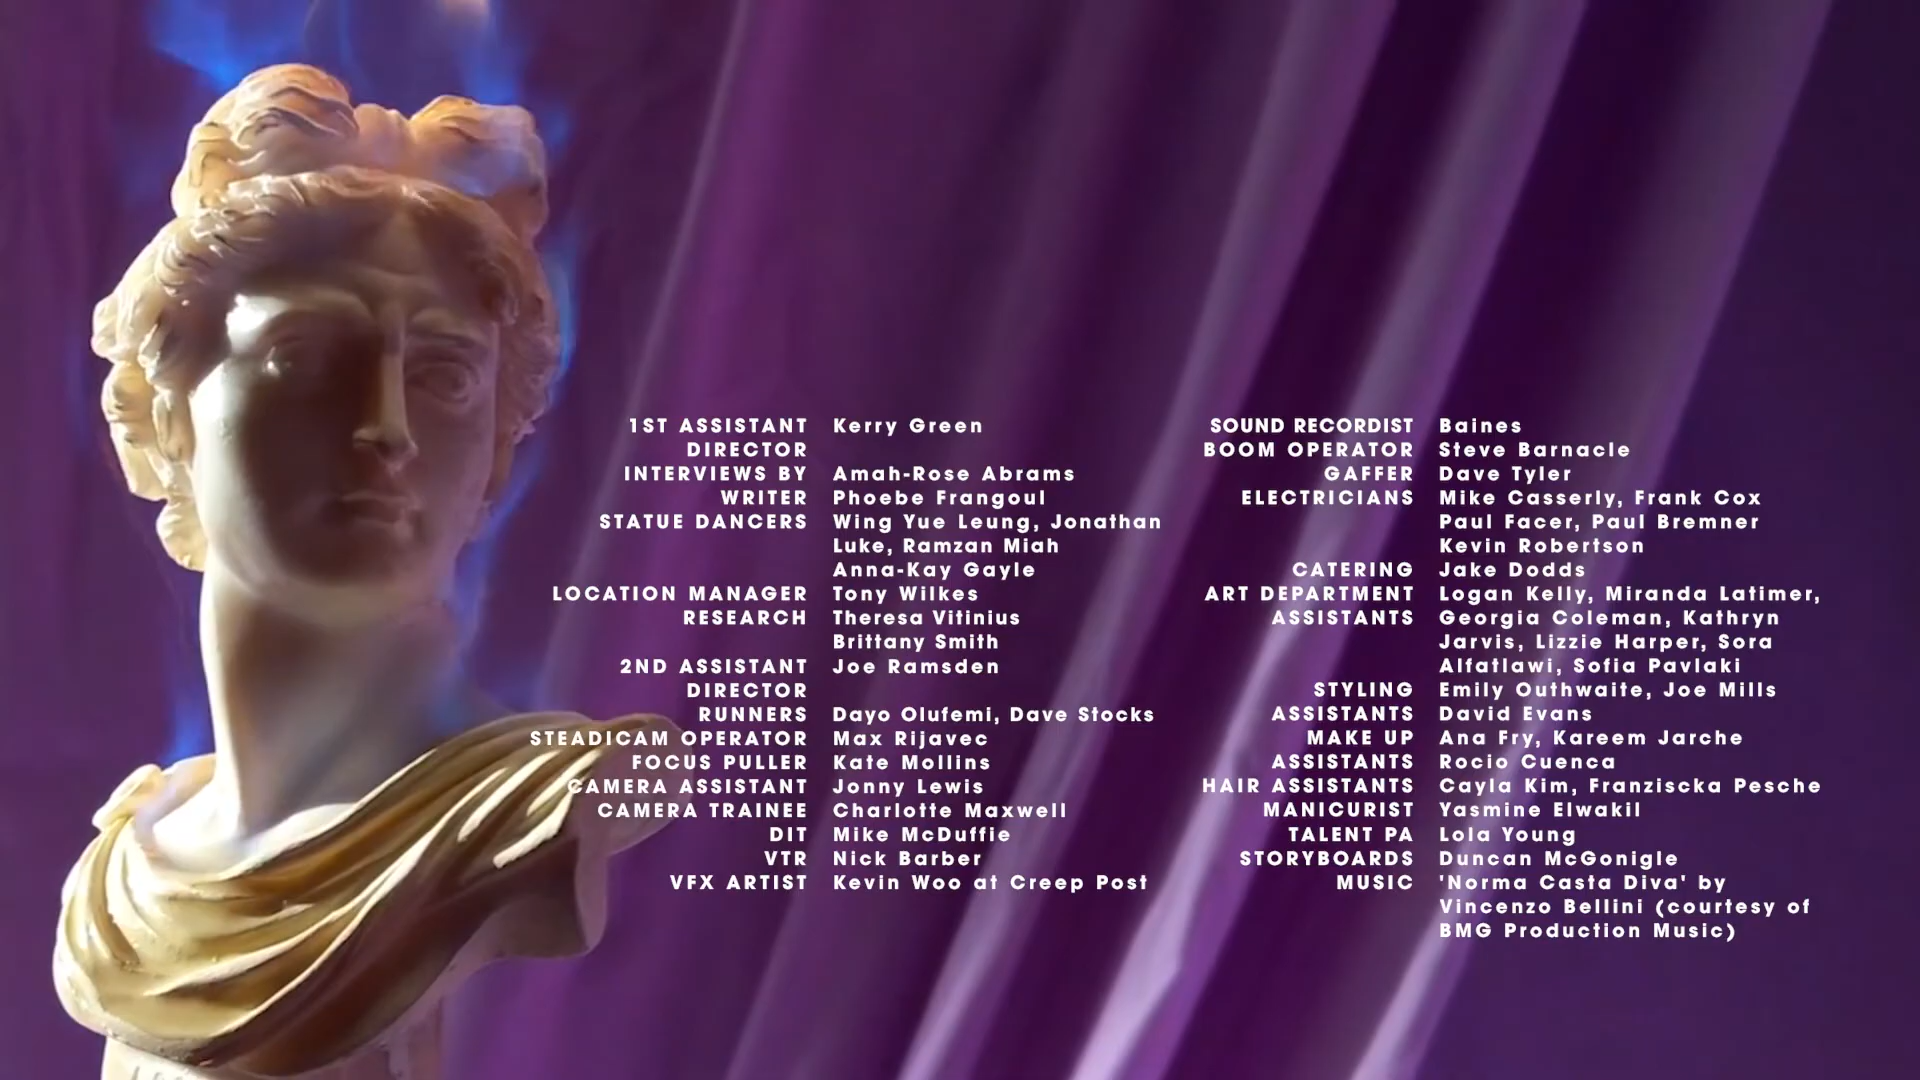 1ST ASSISTANT Kerry Green
DIRECTOR
INTERVIEWS BY Amah-Rose Abrams
WRITER Phoebe Frangoul
STATUE DANCERS Wing Yue Leung, Jonathan
Luke, Ramzan Miah
Anna-Kay Gayle
LOCATION MANAGER Tony Wilkes
RESEARCH Theresa Vitinius
Brittany Smith
2ND ASSISTANT Joe Ramsden
DIRECTOR
RUNNERS Dayo Olufemi, Dave Stocks
STEADICAM OPERATOR Max Rijavec
FOCUS PULLER Kate Mollins
CAMERA ASSISTANT Jonny Lewis
CAMERA TRAINEE Charlotte Maxwell
DIT Mike McDuffie
VTR Nick Barber
VFX ARTIST Kevin Woo at Creep Post
SOUND RECORDIST Baines
BOOM OPERATOR Steve Barnacle
GAFFER Dave Tyler
ELECTRICIANS Mike Casserly, Frank Cox
Paul Facer, Paul Bremner
Kevin Robertson
CATERING Jake Dodds
ART DEPARTMENT Logan Kelly, Miranda Latimer,
ASSISTANTS Georgia Coleman, Kathryn
Jarvis, Lizzie Harper, Sora
Alfatlawi, Sofia Pavlaki
STYLING Emily Outhwaite, Joe Mills
ASSISTANTS David Evans
MAKE UP Ana Fry, Kareem Jarche
ASSISTANTS Rocio Cuenca
HAIR ASSISTANTS Cayla Kim, Franziscka Pesche
MANICURIST Yasmine Elwakil
TALENT PA Lola Young
STORYBOARDS Duncan McGonigle
MUSIC 'Norma Casta Diva' by
Vincenzo Bellini (courtesy of
BMG Production Music)